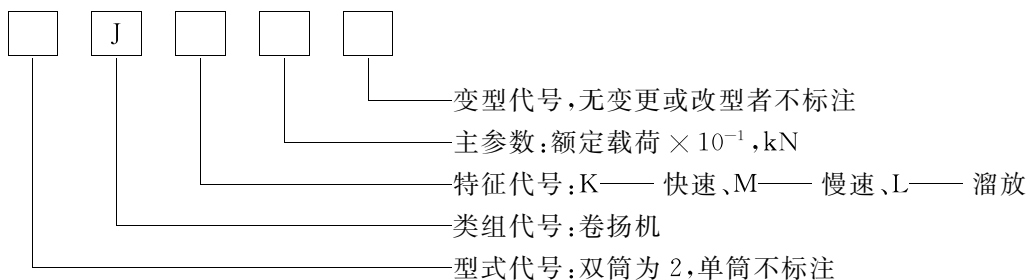 J
变型代号,无变更或改型者不标注
主参数:额定载荷×10⁻¹,kN
特征代号:K—— 快速、M—— 慢速、L—— 溜放
类组代号:卷扬机
型式代号:双筒为 2,单筒不标注